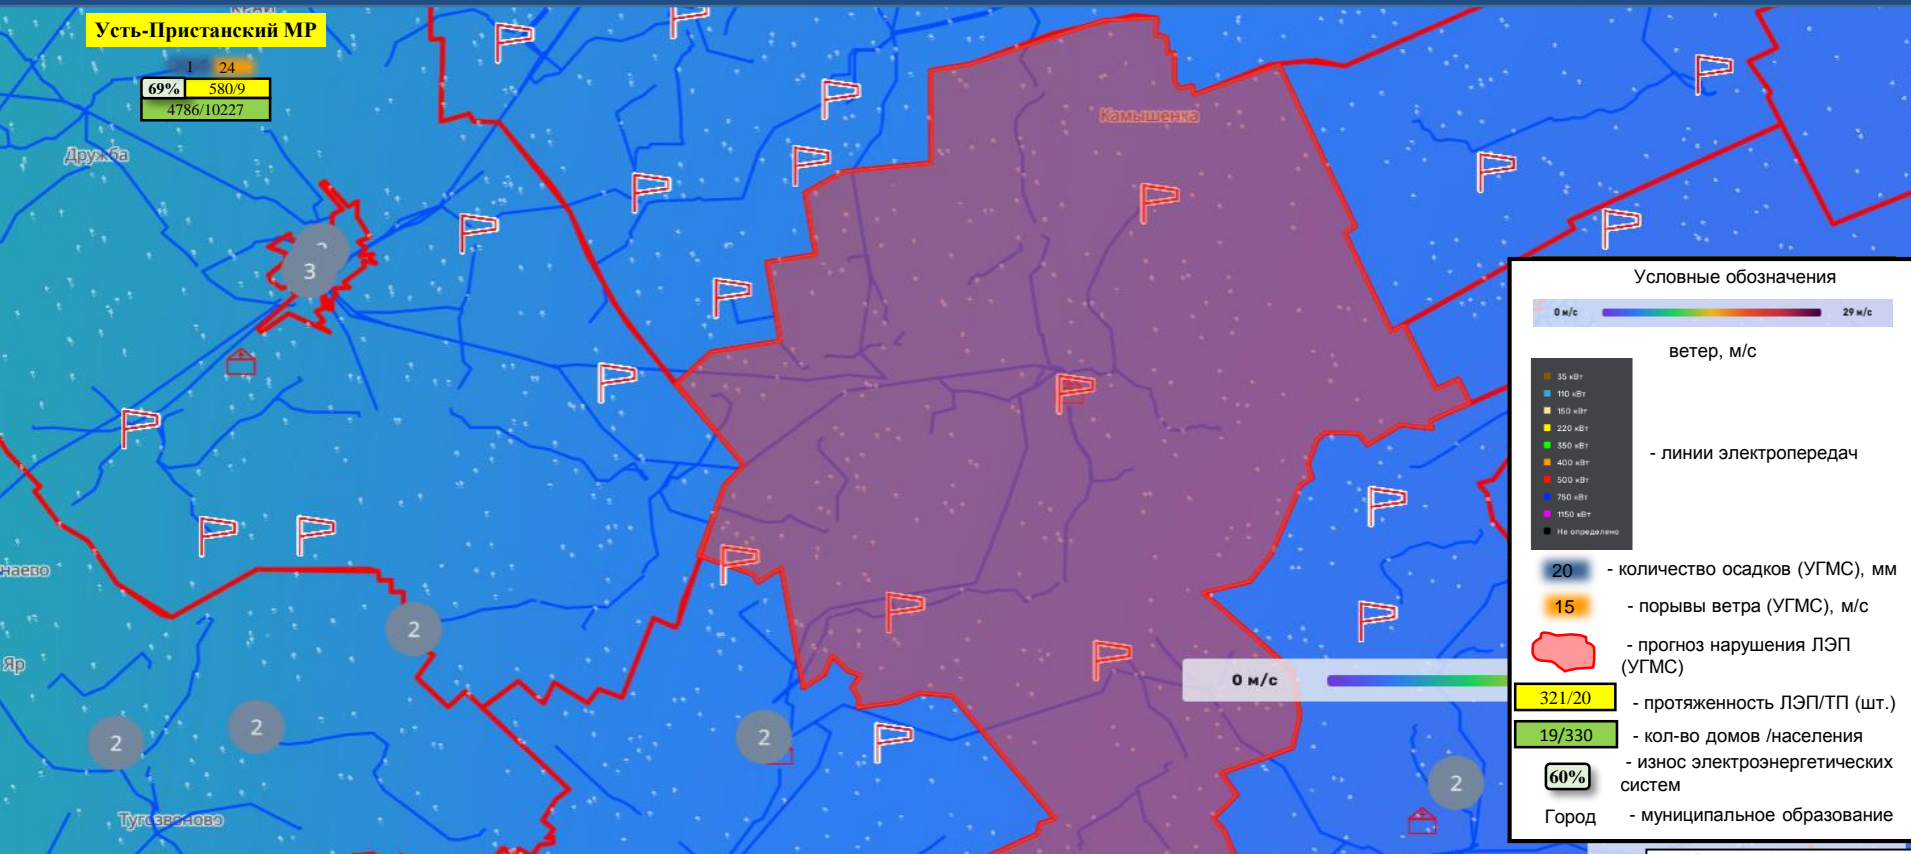 Край
Усть-Пристанский МР
1 24
69% 580/9
4786/10227
Дружба
Камышенка
3
наево
Яр
2
2
2
2
2
Тугозвоново
0 м/с
Условные обозначения
0 м/с 29 м/с
ветер, м/с
35 кВт
110 кВт
150 кВт
220 кВт
350 кВт
400 кВт
500 кВт
750 кВт
1150 кВт
Не определено
- линии электропередач
20 - количество осадков (УГМС), мм
15 - порывы ветра (УГМС), м/с
- прогноз нарушения ЛЭП
(УГМС)
321/20 - протяженность ЛЭП/ТП (шт.)
19/330 - кол-во домов /населения
60% - износ электроэнергетических
систем
Город - муниципальное образование